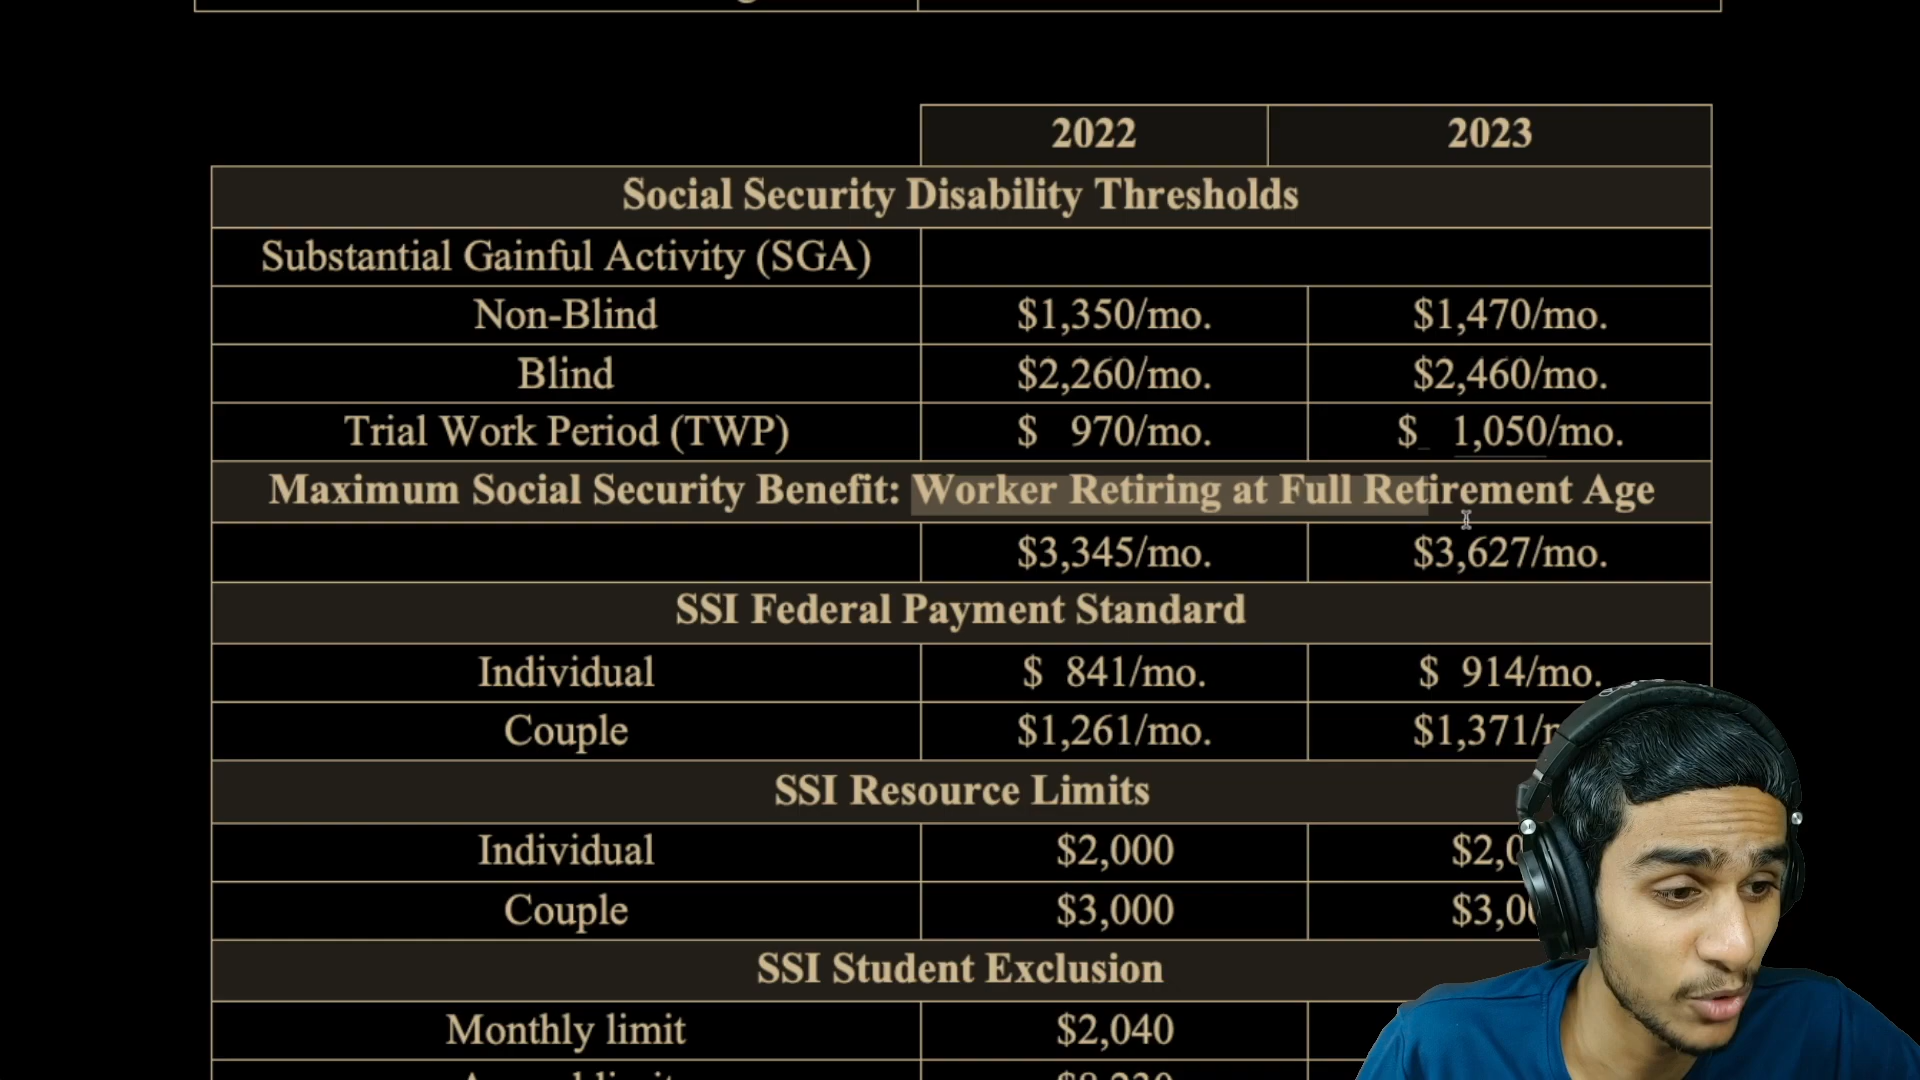 2022 2023
Social Security Disability Thresholds
Substantial Gainful Activity (SGA)
Non-Blind $1,350/mo. $1,470/mo.
Blind $2,260/mo. $2,460/mo.
Trial Work Period (TWP) $ 970/mo. $ 1,050/mo.
Maximum Social Security Benefit: Worker Retiring at Full Retirement Age
$3,345/mo. $3,627/mo.
SSI Federal Payment Standard
Individual $ 841/mo. $ 914/mo.
Couple $1,261/mo. $1,371/
SSI Resource Limits
Individual $2,000
Couple $3,000
SSI Student Exclusion
Monthly limit $2,040